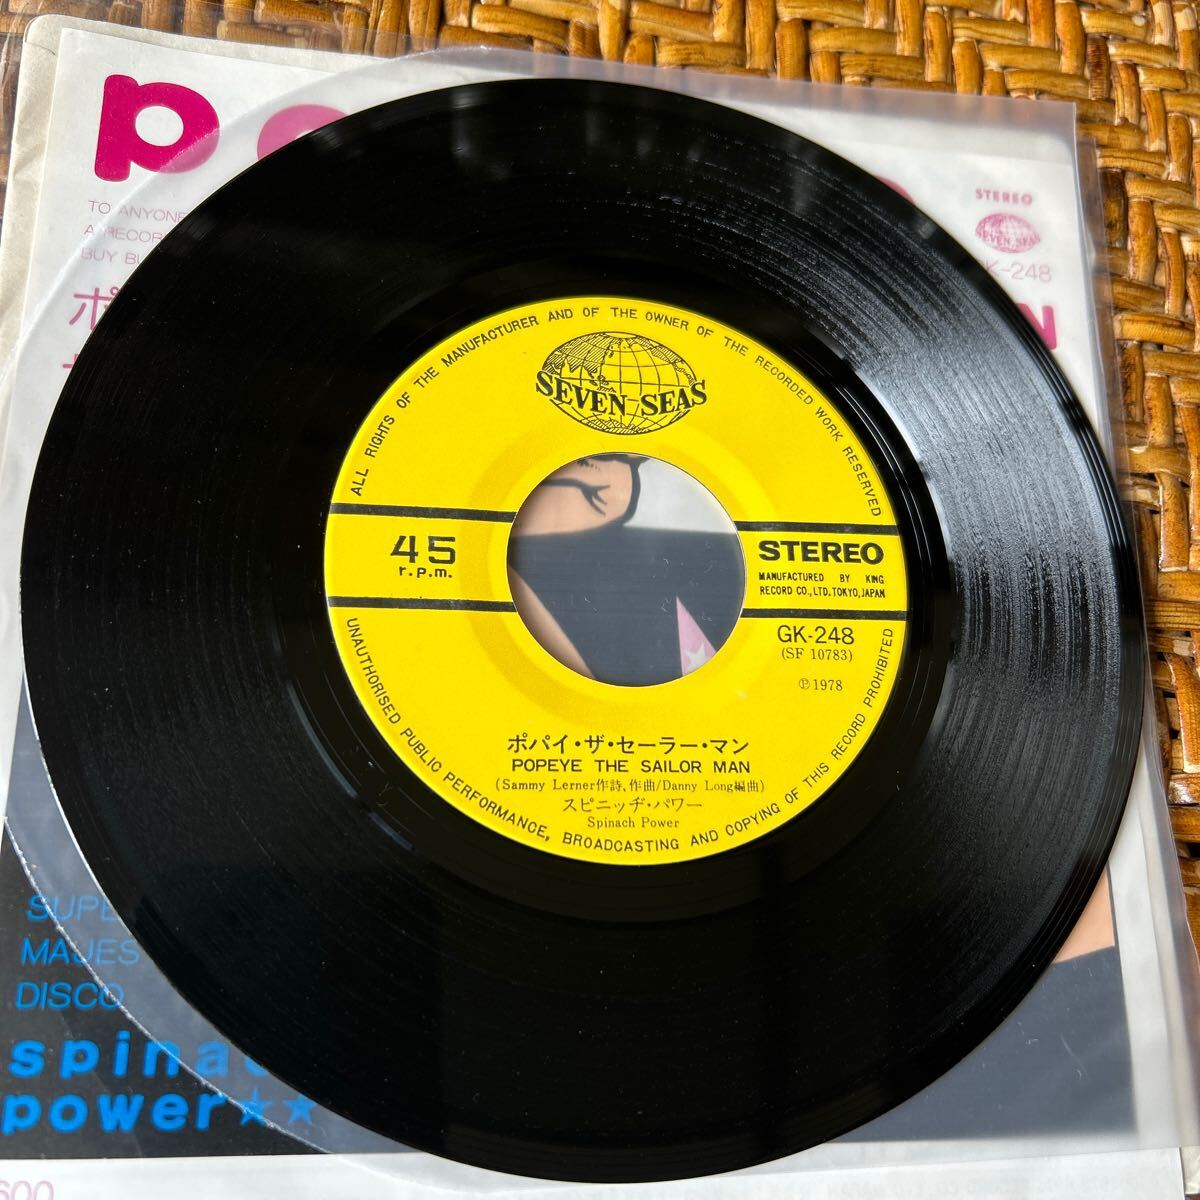 TO ANYONE
A RECOR
BUY BU
STEREO
SEVEN SEAS
GK-248
ALL RIGHTS OF THE MANUFACTURER AND OF THE OWNER OF THE RECORDED WORK RESERVED
SEVEN SEAS
45
r.p.m.
STEREO
MANUFACTURED BY KING
RECORD CO., LTD. TOKYO, JAPAN
GK-248
(SF 10783)
Ⓟ1978
ポパイ・ザ・セーラー・マン
POPEYE THE SAILOR MAN
(Sammy Lerner作詩、作曲/Danny Long編曲)
スピニッヂ・パワー
Spinach Power
UNAUTHORISED PUBLIC PERFORMANCE, BROADCASTING AND COPYING OF THIS RECORD PROHIBITED
SUPE
MAJES
DISCO
spinac
power★★
600